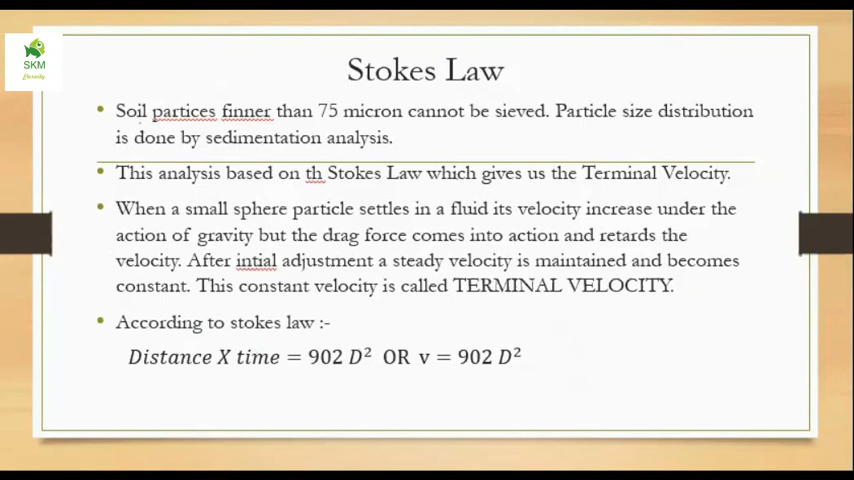 SKM
Eternity
Stokes Law
• Soil partices finner than 75 micron cannot be sieved. Particle size distribution
is done by sedimentation analysis.
• This analysis based on th Stokes Law which gives us the Terminal Velocity.
• When a small sphere particle settles in a fluid its velocity increase under the
action of gravity but the drag force comes into action and retards the
velocity. After intial adjustment a steady velocity is maintained and becomes
constant. This constant velocity is called TERMINAL VELOCITY.
• According to stokes law :-
Distance X time = 902 D² OR v = 902 D²